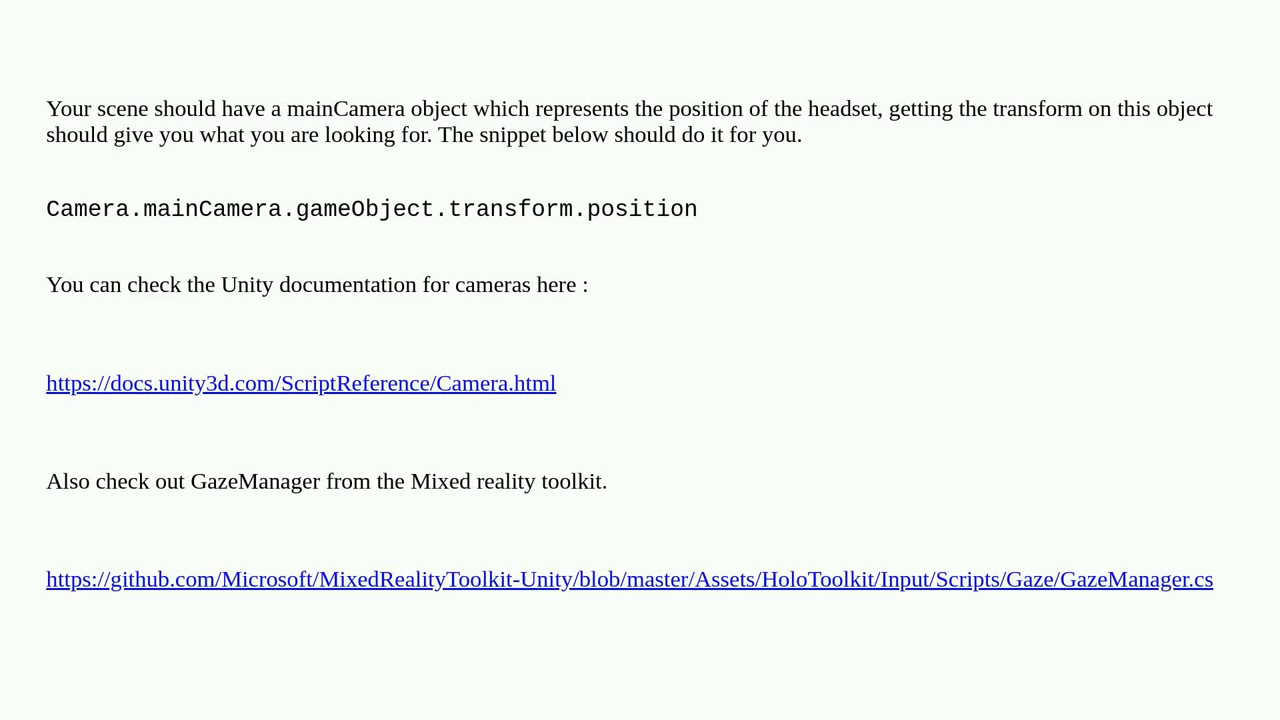 Your scene should have a mainCamera object which represents the position of the headset, getting the transform on this object
should give you what you are looking for. The snippet below should do it for you.
Camera.mainCamera.gameObject.transform.position
You can check the Unity documentation for cameras here :
https://docs.unity3d.com/ScriptReference/Camera.html
Also check out GazeManager from the Mixed reality toolkit.
https://github.com/Microsoft/MixedRealityToolkit-Unity/blob/master/Assets/HoloToolkit/Input/Scripts/Gaze/GazeManager.cs